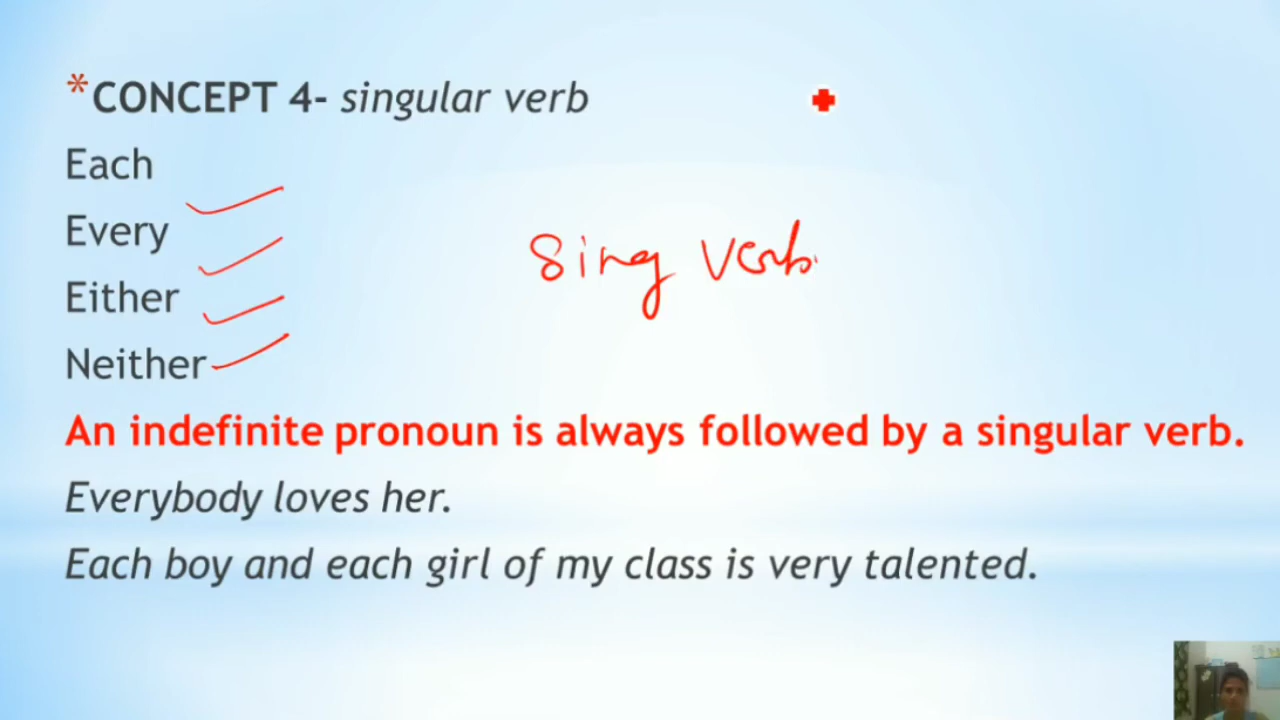 *CONCEPT 4- singular verb
Each
Every
Sing verb
Either
Neither
An indefinite pronoun is always followed by a singular verb.
Everybody loves her.
Each boy and each girl of my class is very talented.